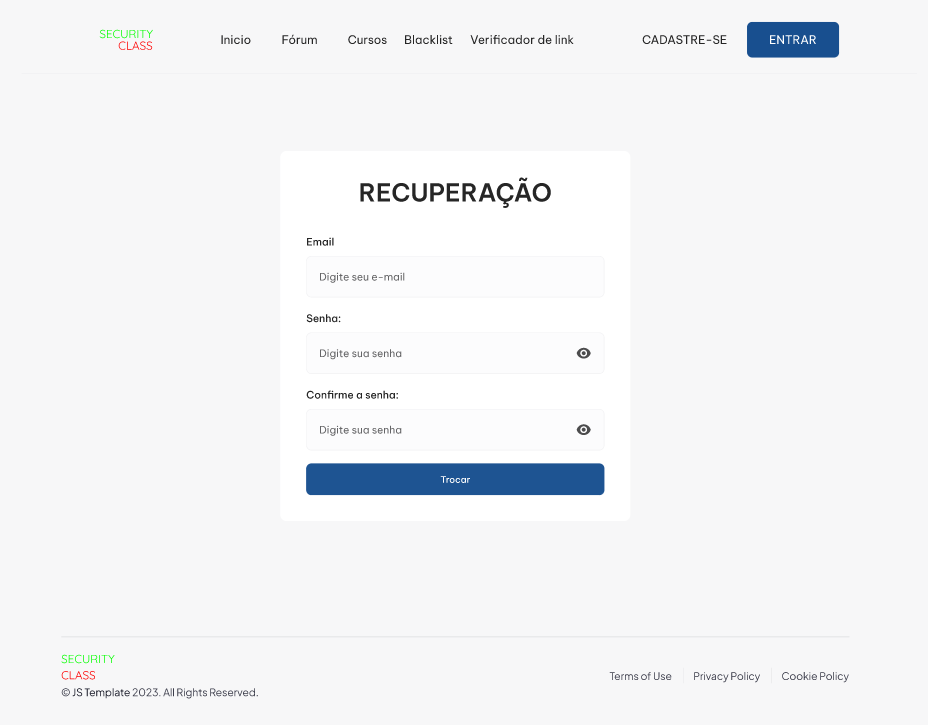 SECURITY
CLASS
Inicio Fórum Cursos Blacklist Verificador de link CADASTRE-SE ENTRAR
RECUPERAÇÃO
Email
Digite seu e-mail
Senha:
Digite sua senha
Confirme a senha:
Digite sua senha
Trocar
SECURITY
CLASS
© JS Template 2023. All Rights Reserved.
Terms of Use Privacy Policy Cookie Policy